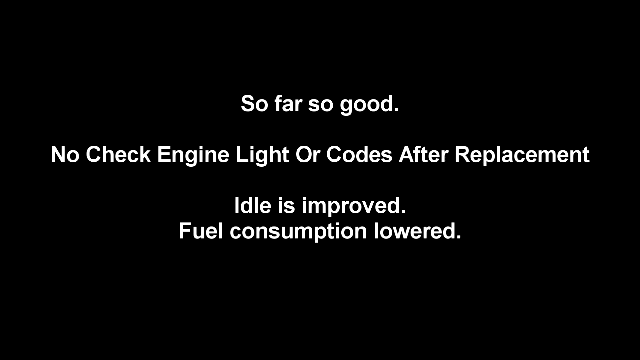 So far so good.
No Check Engine Light Or Codes After Replacement
Idle is improved.
Fuel consumption lowered.